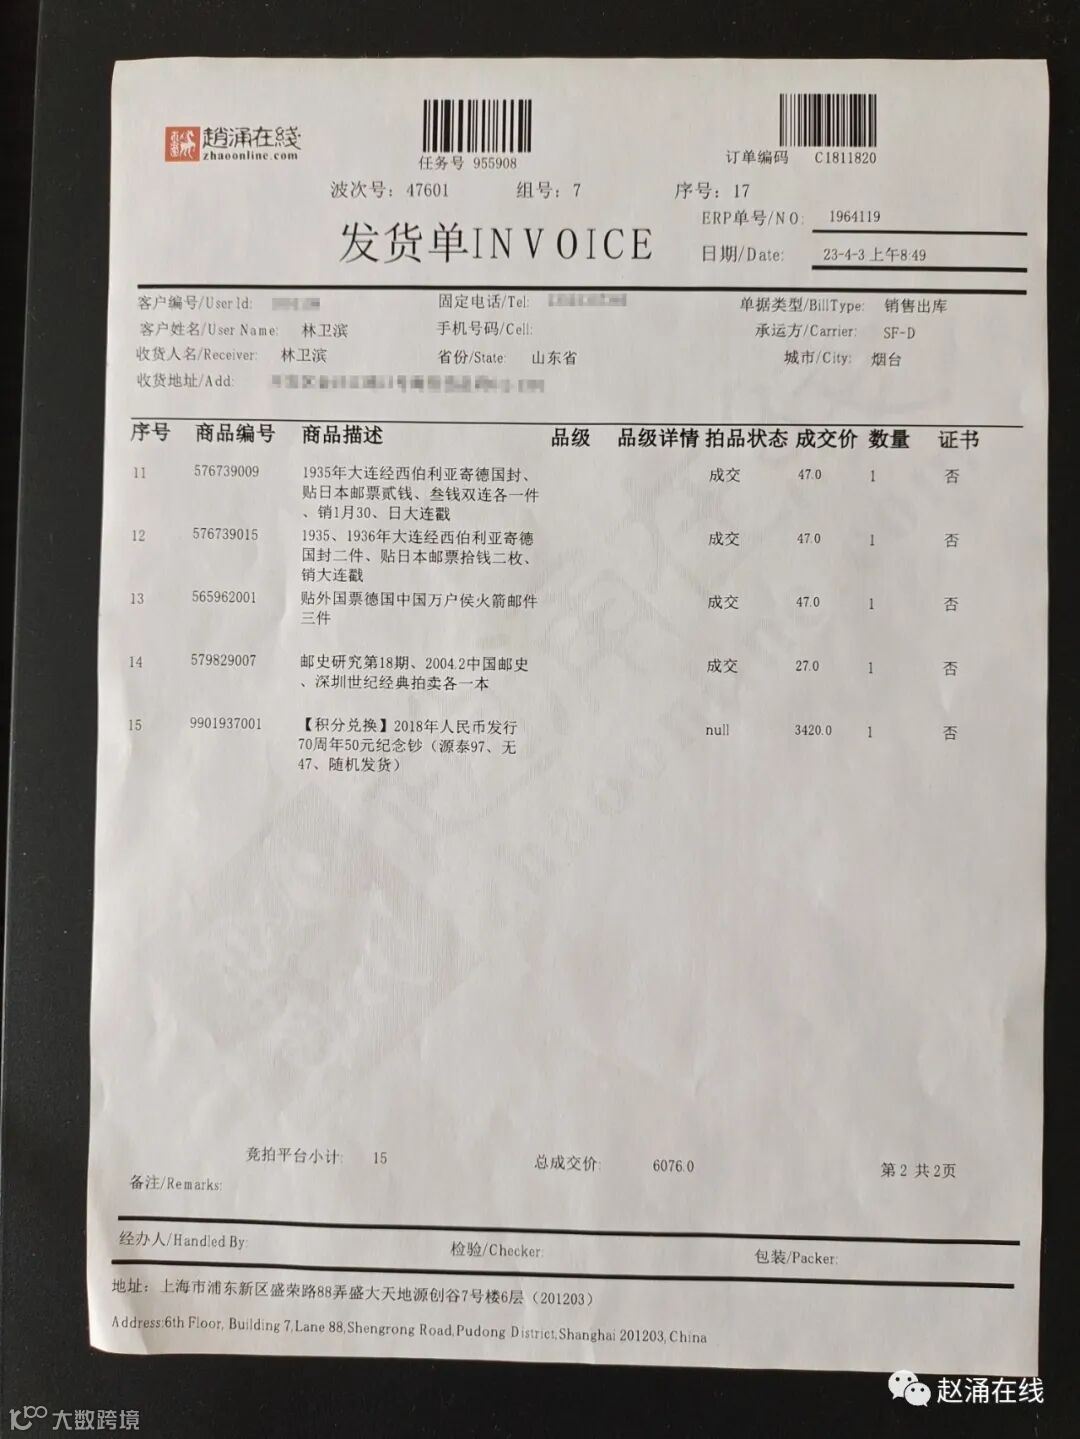 趙涌在綫
zhaoonline.com
任务号 955908
订单编码 C1811820
波次号：47601 组号：7 序号：17
ERP单号/NO: 1964119
发货单INVOICE
日期/Date: 23-4-3 上午8:49
客户编号/User Id: 固定电话/Tel: 单据类型/BillType: 销售出库
客户姓名/User Name: 林卫滨 手机号码/Cell: 承运方/Carrier: SF-D
收货人名/Receiver: 林卫滨 省份/State: 山东省 城市/City: 烟台
收货地址/Add:
序号 商品编号 商品描述 品级 品级详情 拍品状态 成交价 数量 证书
11 576739009 1935年大连经西伯利亚寄德国封、 成交 47.0 1 否
贴日本邮票贰钱、叁钱双连各一件
、销1月30、日大连戳
12 576739015 1935、1936年大连经西伯利亚寄德 成交 47.0 1 否
国封二件、贴日本邮票拾钱二枚、
销大连戳
13 565962001 贴外国票德国中国万户侯火箭邮件 成交 47.0 1 否
三件
14 579829007 邮史研究第18期、2004.2中国邮史 成交 27.0 1 否
、深圳世纪经典拍卖各一本
15 9901937001 【积分兑换】2018年人民币发行 null 3420.0 1 否
70周年50元纪念钞（源泰97、无
47、随机发货）
竞拍平台小计: 15 总成交价: 6076.0 第 2 共 2页
备注/Remarks:
经办人/Handled By: 检验/Checker: 包装/Packer:
地址：上海市浦东新区盛荣路88弄盛大天地源创谷7号楼6层（201203）
Address:6th Floor, Building 7,Lane 88,Shengrong Road,Pudong District,Shanghai 201203,China
赵涌在线
大数跨境